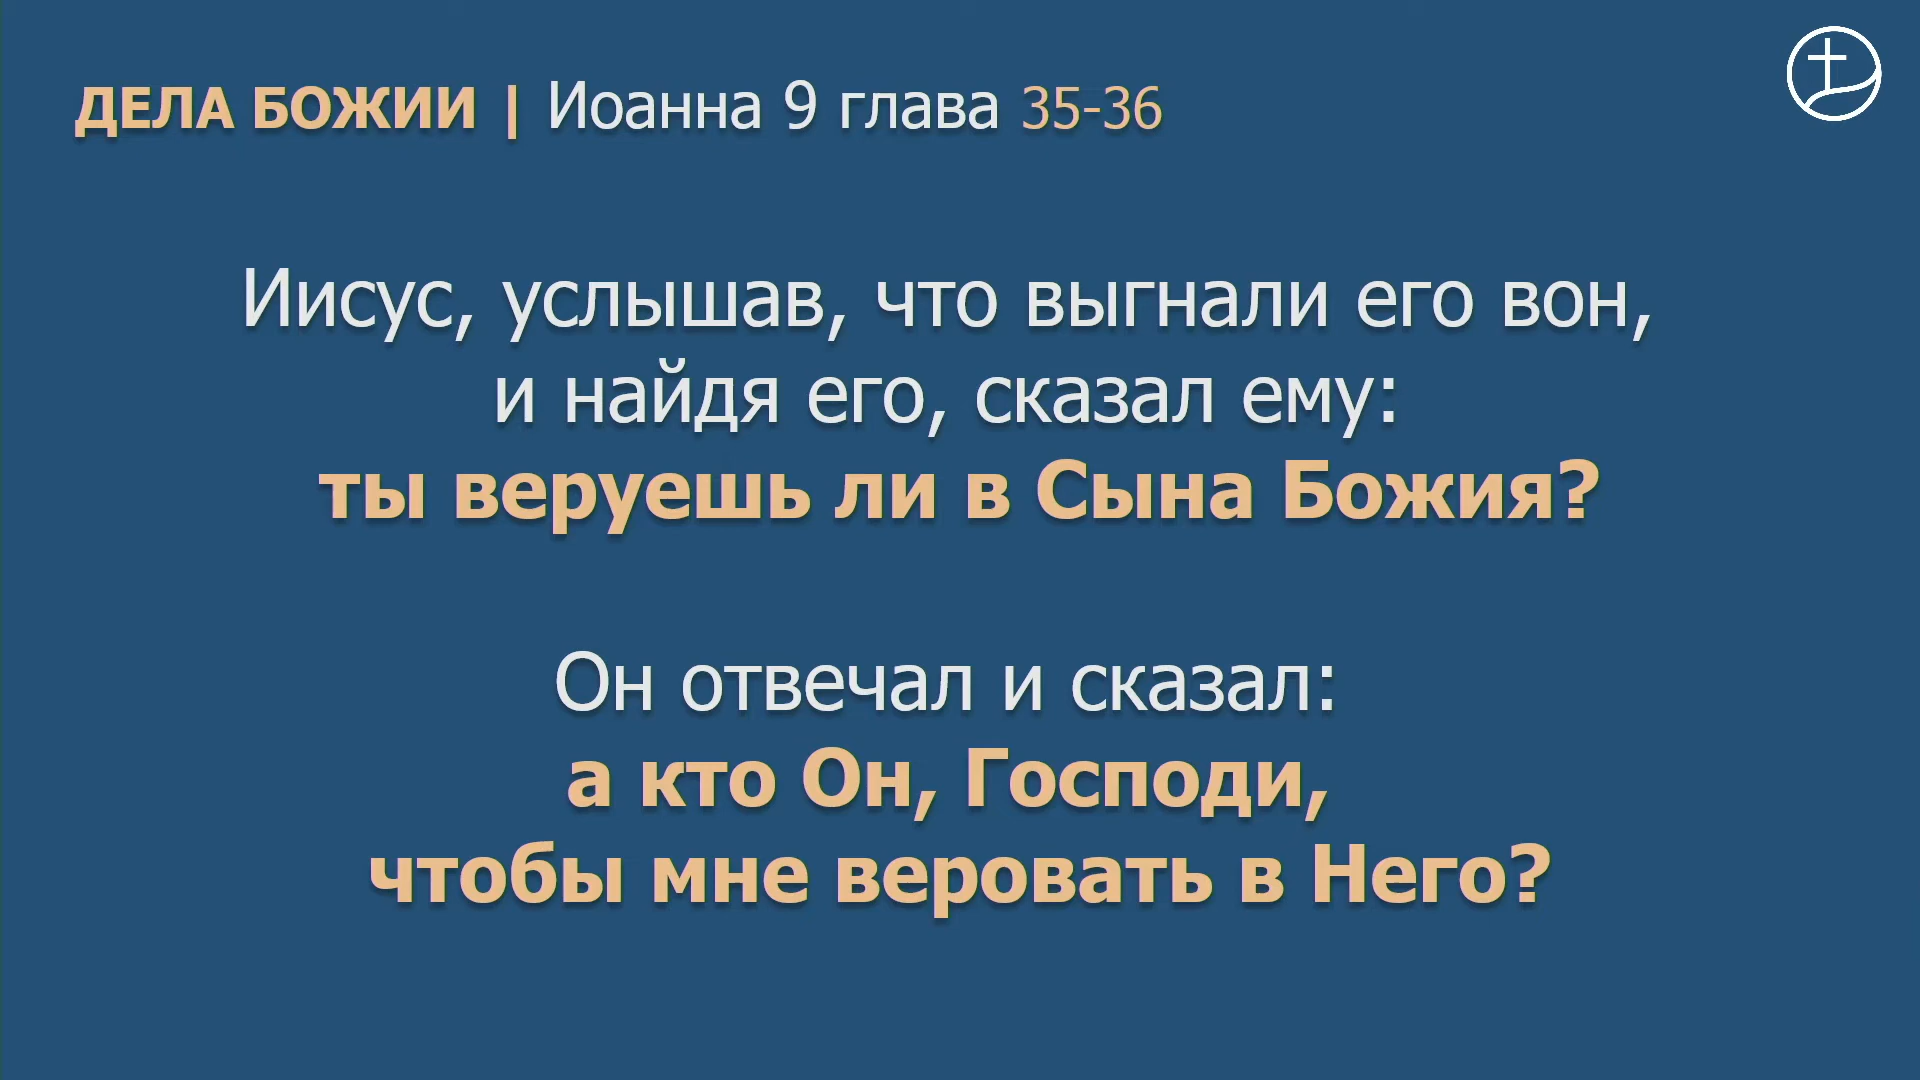 ДЕЛА БОЖИИ | Иоанна 9 глава 35-36
Иисус, услышав, что выгнали его вон,
и найдя его, сказал ему:
ты веруешь ли в Сына Божия?
Он отвечал и сказал:
а кто Он, Господи,
чтобы мне веровать в Него?